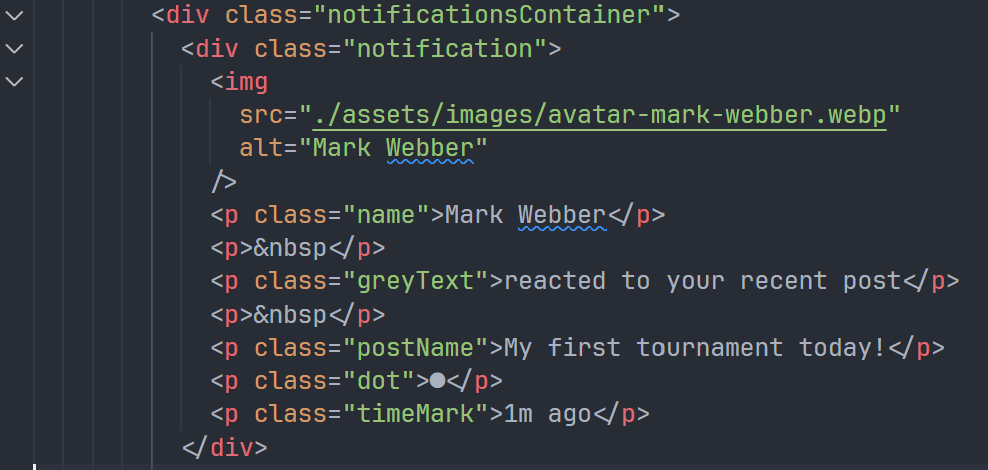 <div class="notificationsContainer">
<div class="notification">
<img
src="./assets/images/avatar-mark-webber.webp"
alt="Mark Webber"
/>
<p class="name">Mark Webber</p>
<p>&nbsp</p>
<p class="greyText">reacted to your recent post</p>
<p>&nbsp</p>
<p class="postName">My first tournament today!</p>
<p class="dot">●</p>
<p class="timeMark">1m ago</p>
</div>